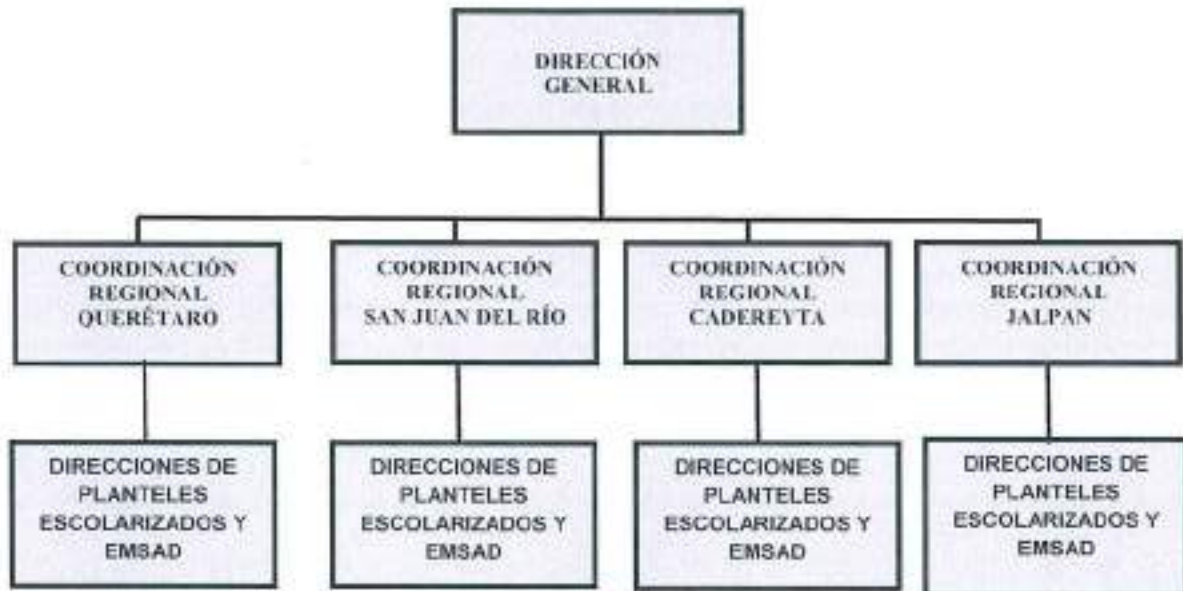 DIRECCIÓN
GENERAL
COORDINACIÓN
REGIONAL
QUERÉTARO
COORDINACIÓN
REGIONAL
SAN JUAN DEL RÍO
COORDINACIÓN
REGIONAL
CADEREYTA
COORDINACIÓN
REGIONAL
JALPAN
DIRECCIONES DE
PLANTELES
ESCOLARIZADOS Y
EMSAD
DIRECCIONES DE
PLANTELES
ESCOLARIZADOS Y
EMSAD
DIRECCIONES DE
PLANTELES
ESCOLARIZADOS Y
EMSAD
DIRECCIONES DE
PLANTELES
ESCOLARIZADOS Y
EMSAD